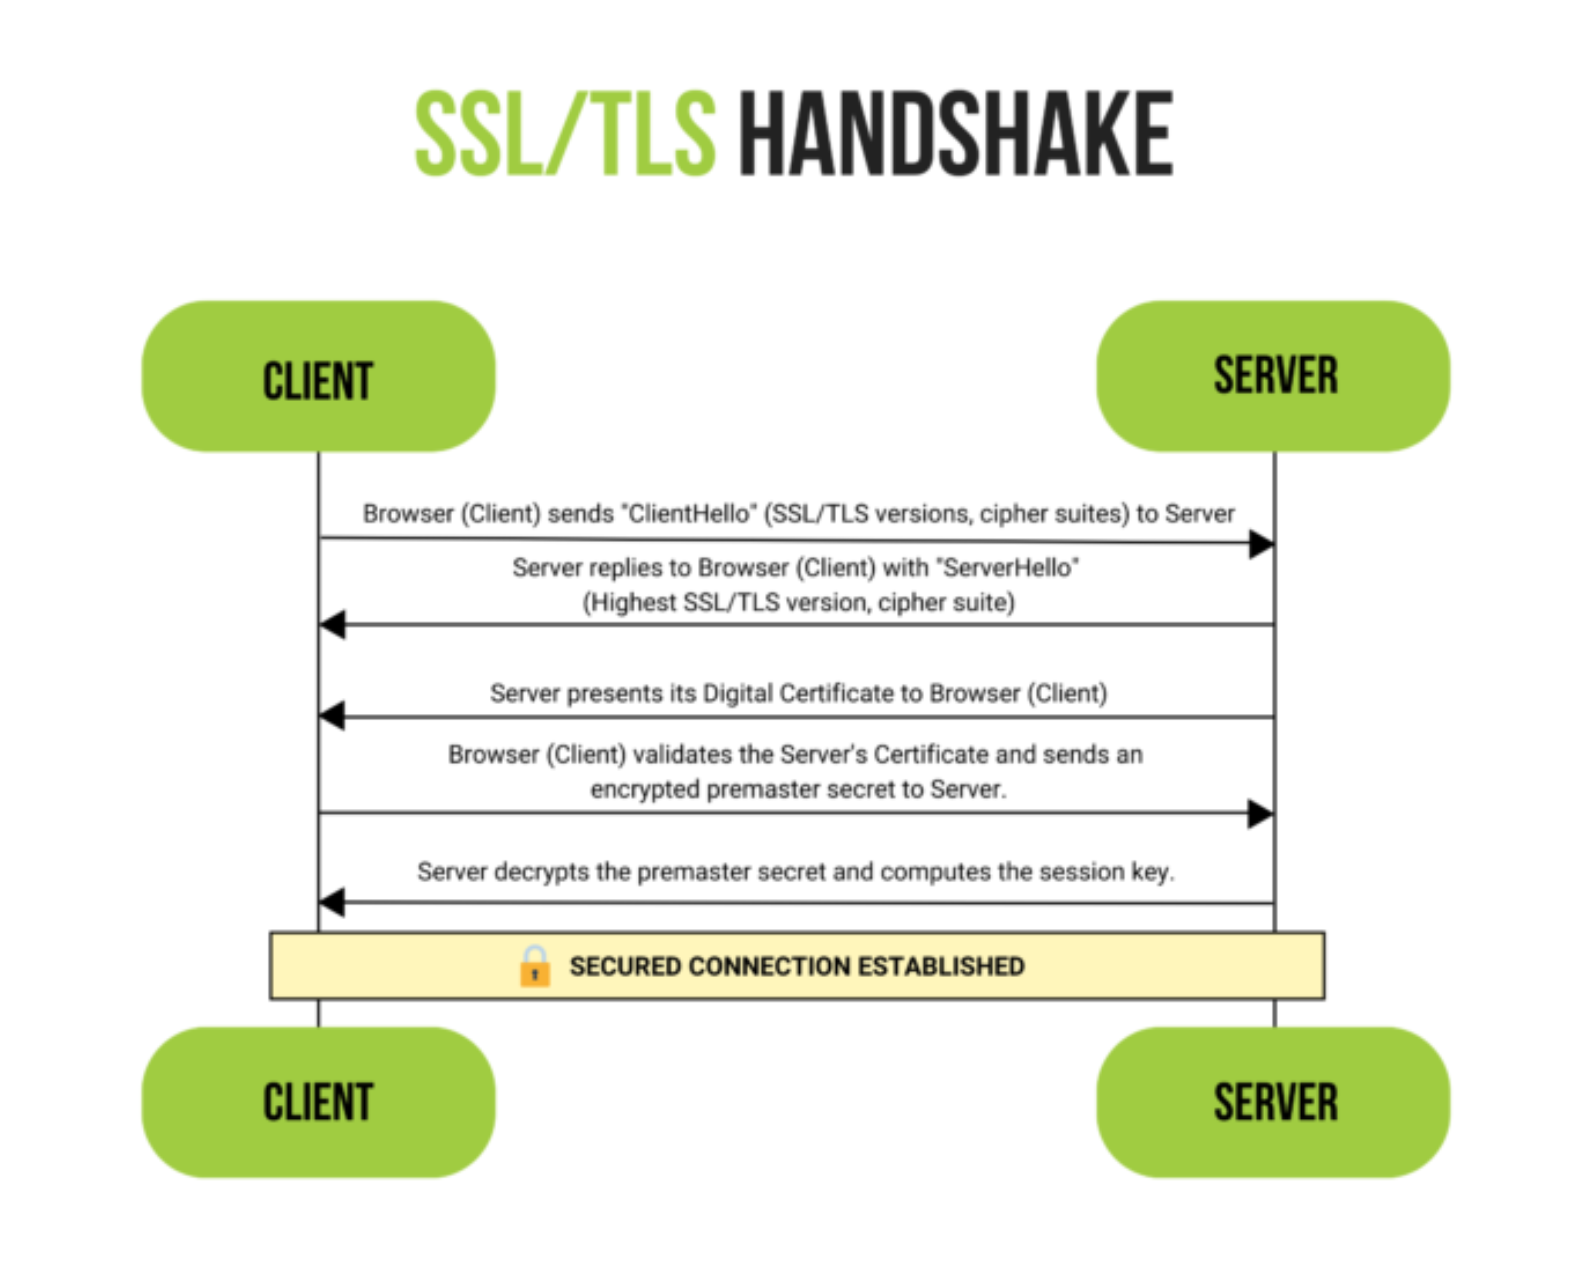 SSL/TLS HANDSHAKE
CLIENT
SERVER
Browser (Client) sends "ClientHello" (SSL/TLS versions, cipher suites) to Server
Server replies to Browser (Client) with "ServerHello"
(Highest SSL/TLS version, cipher suite)
Server presents its Digital Certificate to Browser (Client)
Browser (Client) validates the Server's Certificate and sends an
encrypted premaster secret to Server.
Server decrypts the premaster secret and computes the session key.
SECURED CONNECTION ESTABLISHED
CLIENT
SERVER